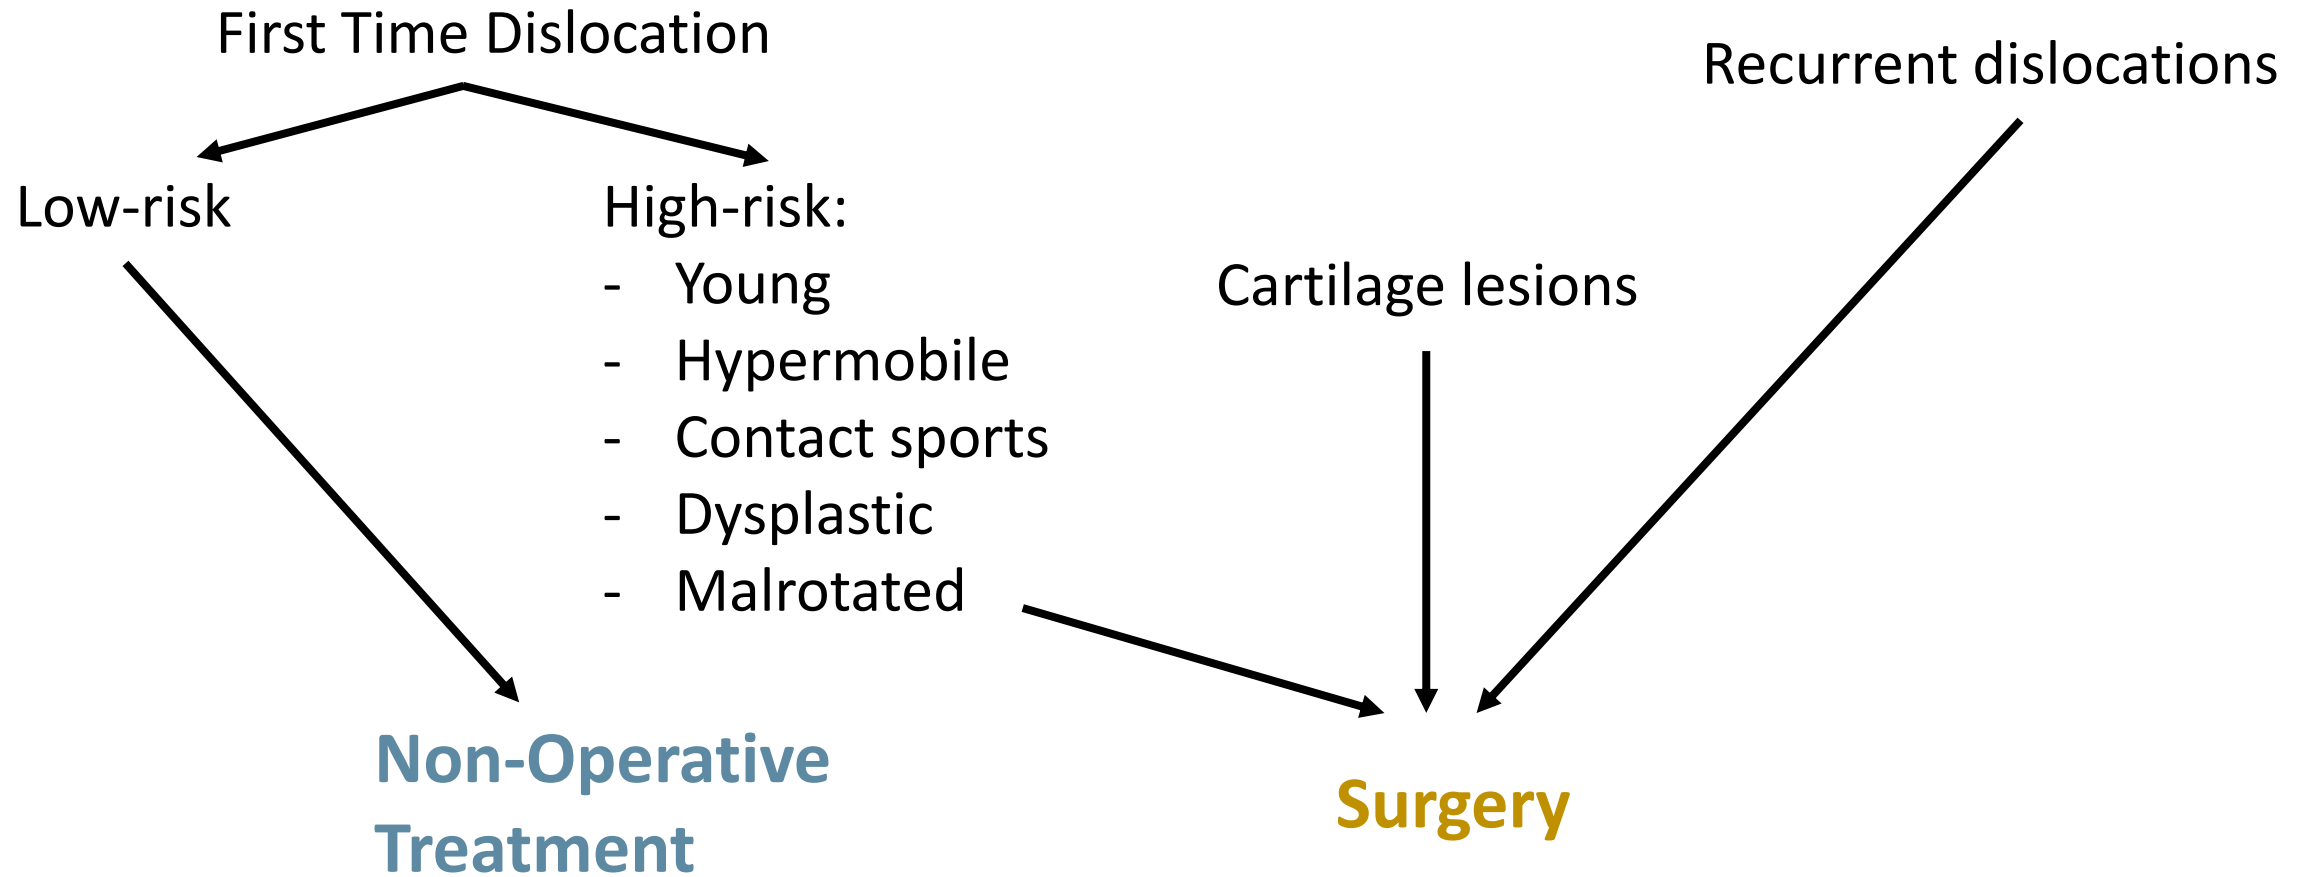 First Time Dislocation
Recurrent dislocations
Low-risk
High-risk:
- Young
- Hypermobile
- Contact sports
- Dysplastic
- Malrotated
Cartilage lesions
Non-Operative
Treatment
Surgery